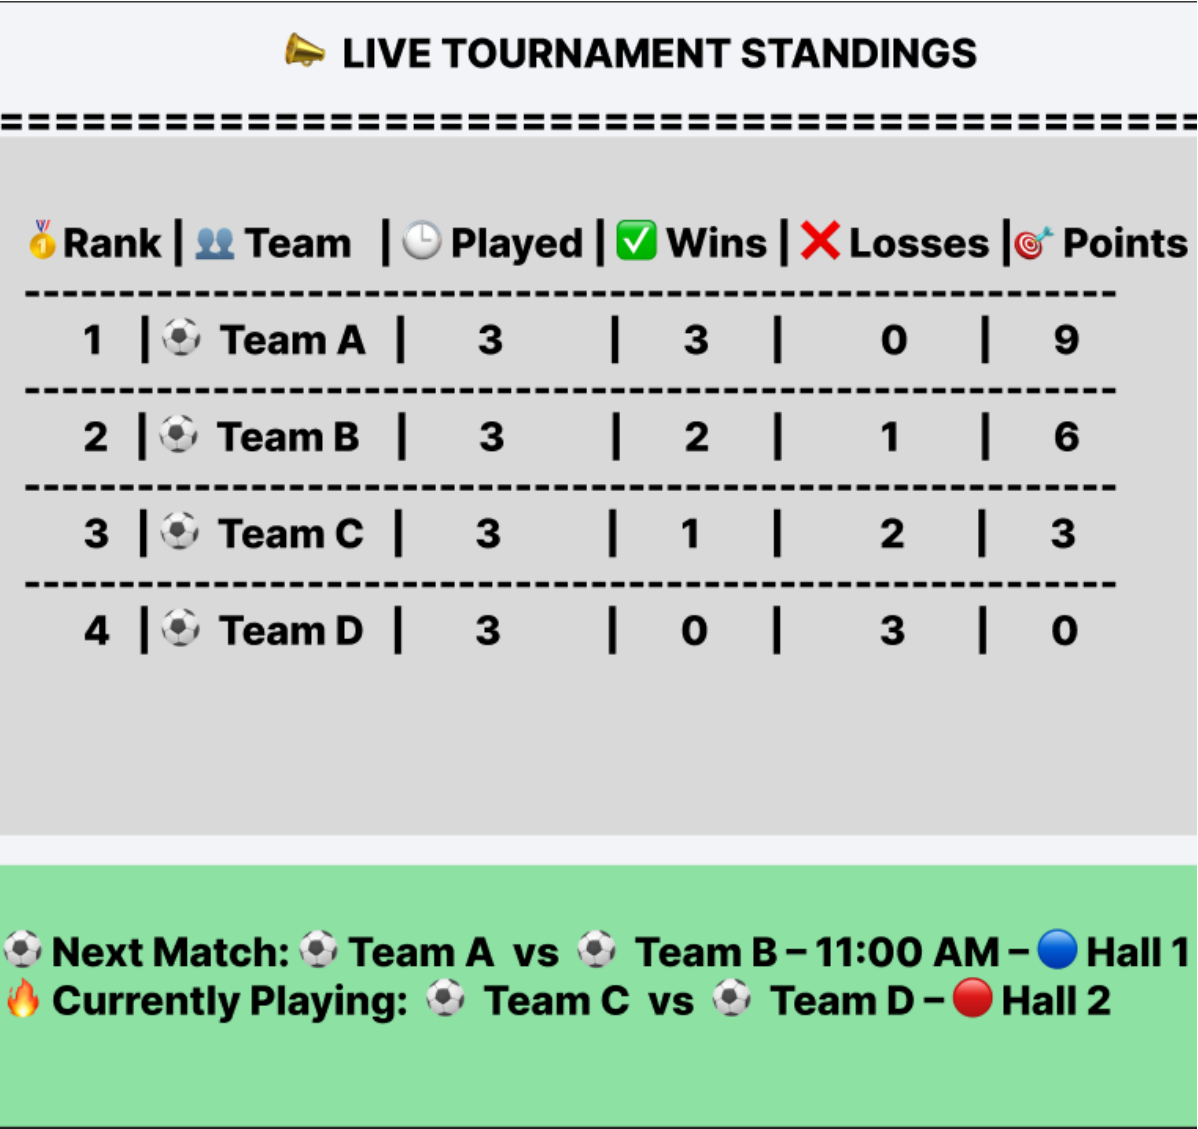 📣 LIVE TOURNAMENT STANDINGS
============================================
🥇Rank | 👥 Team | 🕒 Played | ✅ Wins | ❌ Losses | 🎯 Points
----------------------------------------------------------------------
1 | ⚽ Team A | 3 | 3 | 0 | 9
----------------------------------------------------------------------
2 | ⚽ Team B | 3 | 2 | 1 | 6
----------------------------------------------------------------------
3 | ⚽ Team C | 3 | 1 | 2 | 3
----------------------------------------------------------------------
4 | ⚽ Team D | 3 | 0 | 3 | 0
⚽ Next Match: ⚽ Team A vs ⚽ Team B – 11:00 AM – 🔵 Hall 1
🔥 Currently Playing: ⚽ Team C vs ⚽ Team D – 🔴 Hall 2